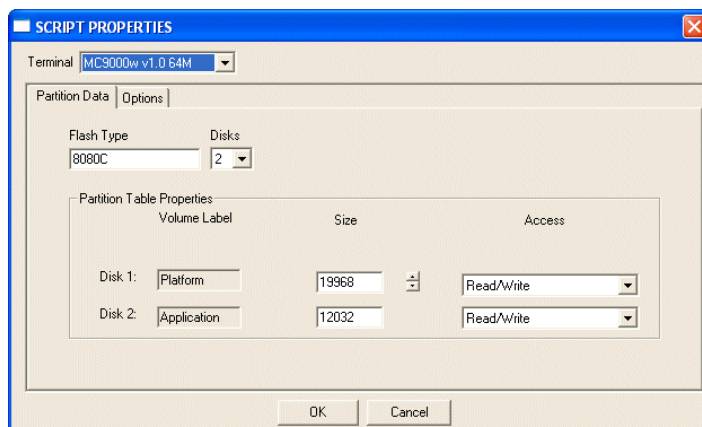 SCRIPT PROPERTIES
Terminal MC9000w v1.0 64M
Partition Data Options
Flash Type Disks
8080C 2
Partition Table Properties
Volume Label Size Access
Disk 1: Platform 19968 Read/Write
Disk 2: Application 12032 Read/Write
OK Cancel